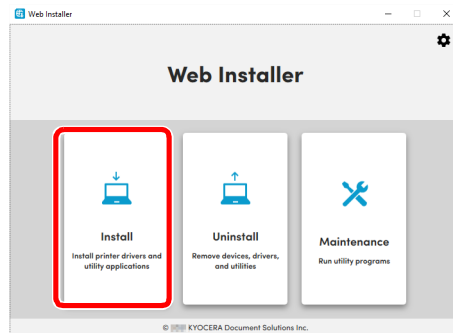 Web Installer
Web Installer
Install
Install printer drivers and
utility applications
Uninstall
Remove devices, drivers,
and utilities
Maintenance
Run utility programs
© KYOCERA Document Solutions Inc.